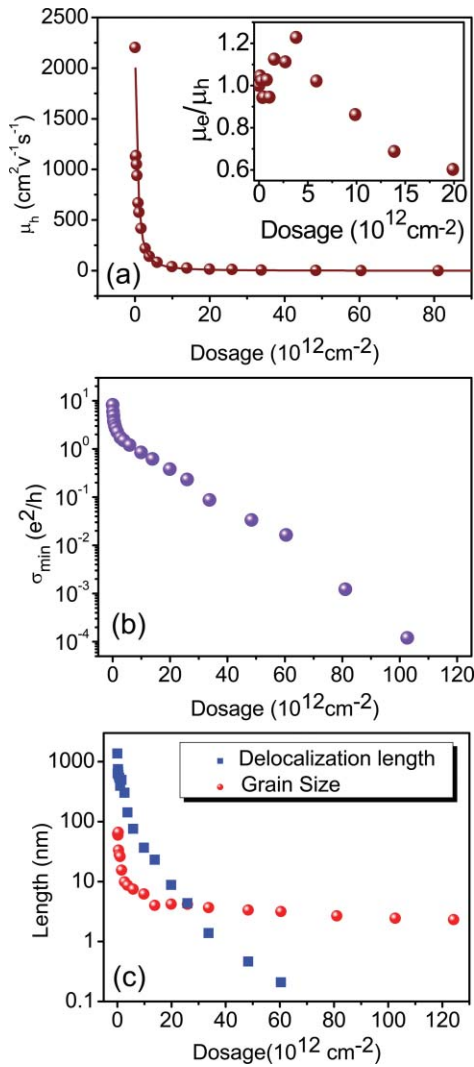 2500
2000
1500
1000
500
0
μh (cm²v⁻¹s⁻¹)
(a)
0 20 40 60 80
Dosage (10¹²cm⁻²)
1.2
1.0
0.8
0.6
μe/μh
0 5 10 15 20
Dosage (10¹²cm⁻²)
10¹
10⁰
10⁻¹
10⁻²
10⁻³
10⁻⁴
σmin (e²/h)
(b)
0 20 40 60 80 100 120
Dosage (10¹²cm⁻²)
1000
100
10
1
0.1
Length (nm)
Delocalization length
Grain Size
(c)
0 20 40 60 80 100 120
Dosage(10¹² cm⁻²)